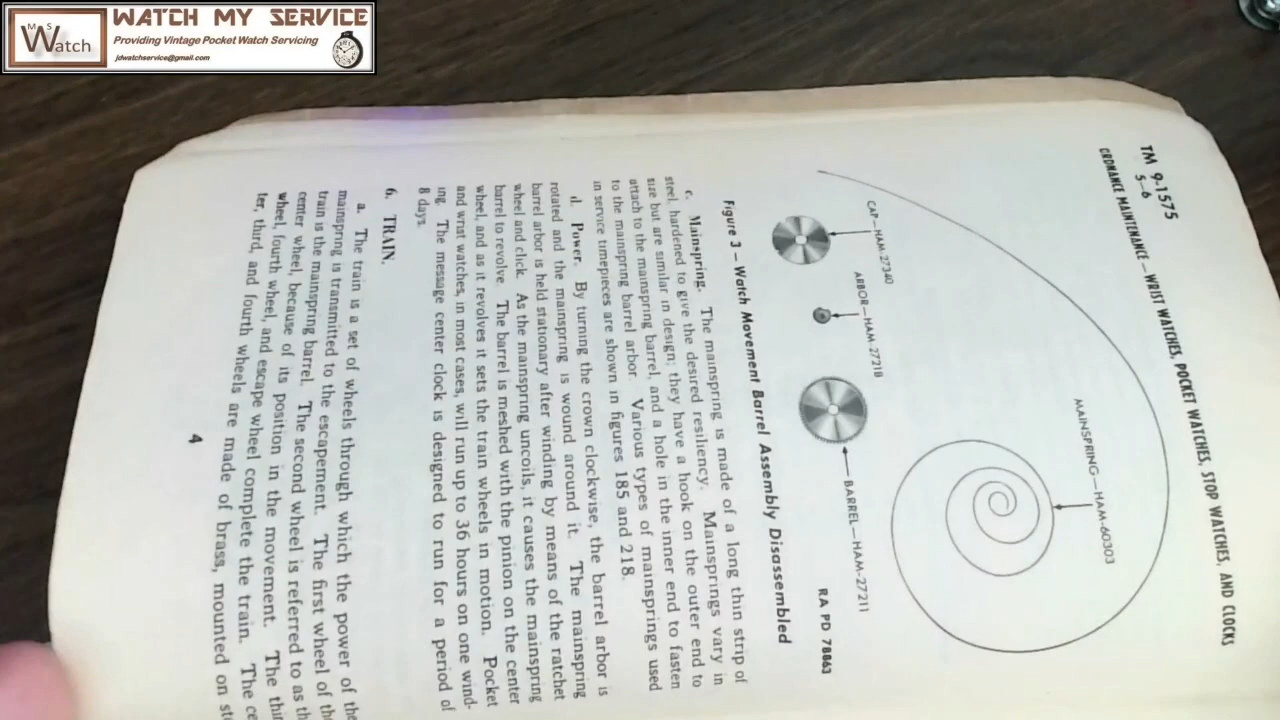 WATCH MY SERVICE
M S
Watch
Providing Vintage Pocket Watch Servicing
jdwatchservice@gmail.com
TM 9-1575
5-6
ORDNANCE MAINTENANCE — WRIST WATCHES, POCKET WATCHES, STOP WATCHES, AND CLOCKS
MAINSPRING—HAM-60303
CAP—HAM-27340
ARBOR—HAM-27218
BARREL—HAM-27211
RA PD 78863
Figure 3 — Watch Movement Barrel Assembly Disassembled
c. Mainspring. The mainspring is made of a long thin strip of
steel, hardened to give the desired resiliency. Mainsprings vary in
size but are similar in design; they have a hook on the outer end to
attach to the mainspring barrel, and a hole in the inner end to fasten
to the mainspring barrel arbor. Various types of mainsprings used
in service timepieces are shown in figures 185 and 218.
d. Power. By turning the crown clockwise, the barrel arbor is
rotated and the mainspring is wound around it. The mainspring
barrel arbor is held stationary after winding by means of the ratchet
wheel and click. As the mainspring uncoils, it causes the mainspring
barrel to revolve. The barrel is meshed with the pinion on the center
wheel, and as it revolves it sets the train wheels in motion. Pocket
and wrist watches, in most cases, will run up to 36 hours on one wind-
ing. The message center clock is designed to run for a period of
8 days.
6. TRAIN.
a. The train is a set of wheels through which the power of the
mainspring is transmitted to the escapement. The first wheel of the
train is the mainspring barrel. The second wheel is referred to as th
center wheel, because of its position in the movement. The thir
wheel, fourth wheel, and escape wheel complete the train. The ce
ter, third, and fourth wheels are made of brass, mounted on st
4